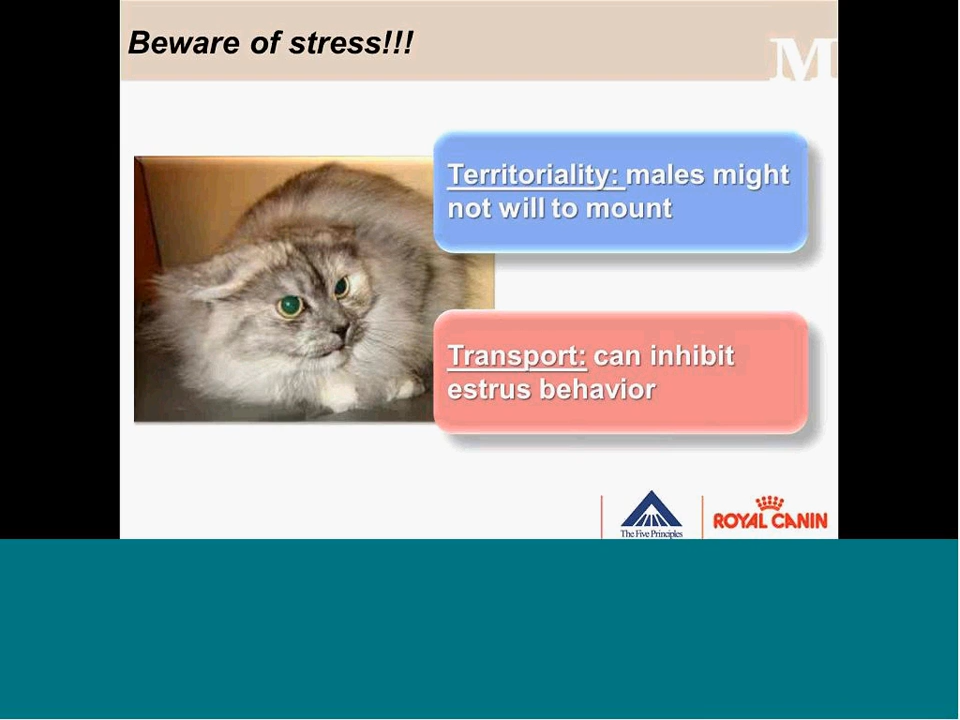 Beware of stress!!!
M
Territoriality: males might
not will to mount
Transport: can inhibit
estrus behavior
The Five Principles
ROYAL CANIN